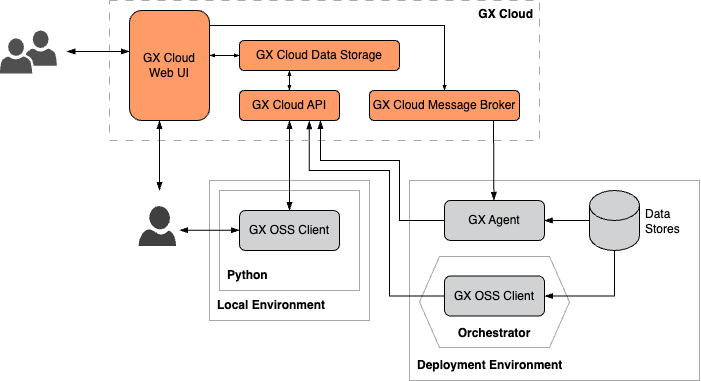 GX Cloud
GX Cloud
Web UI
GX Cloud Data Storage
GX Cloud API
GX Cloud Message Broker
GX Agent
Data
Stores
GX OSS Client
Python
Local Environment
GX OSS Client
Orchestrator
Deployment Environment